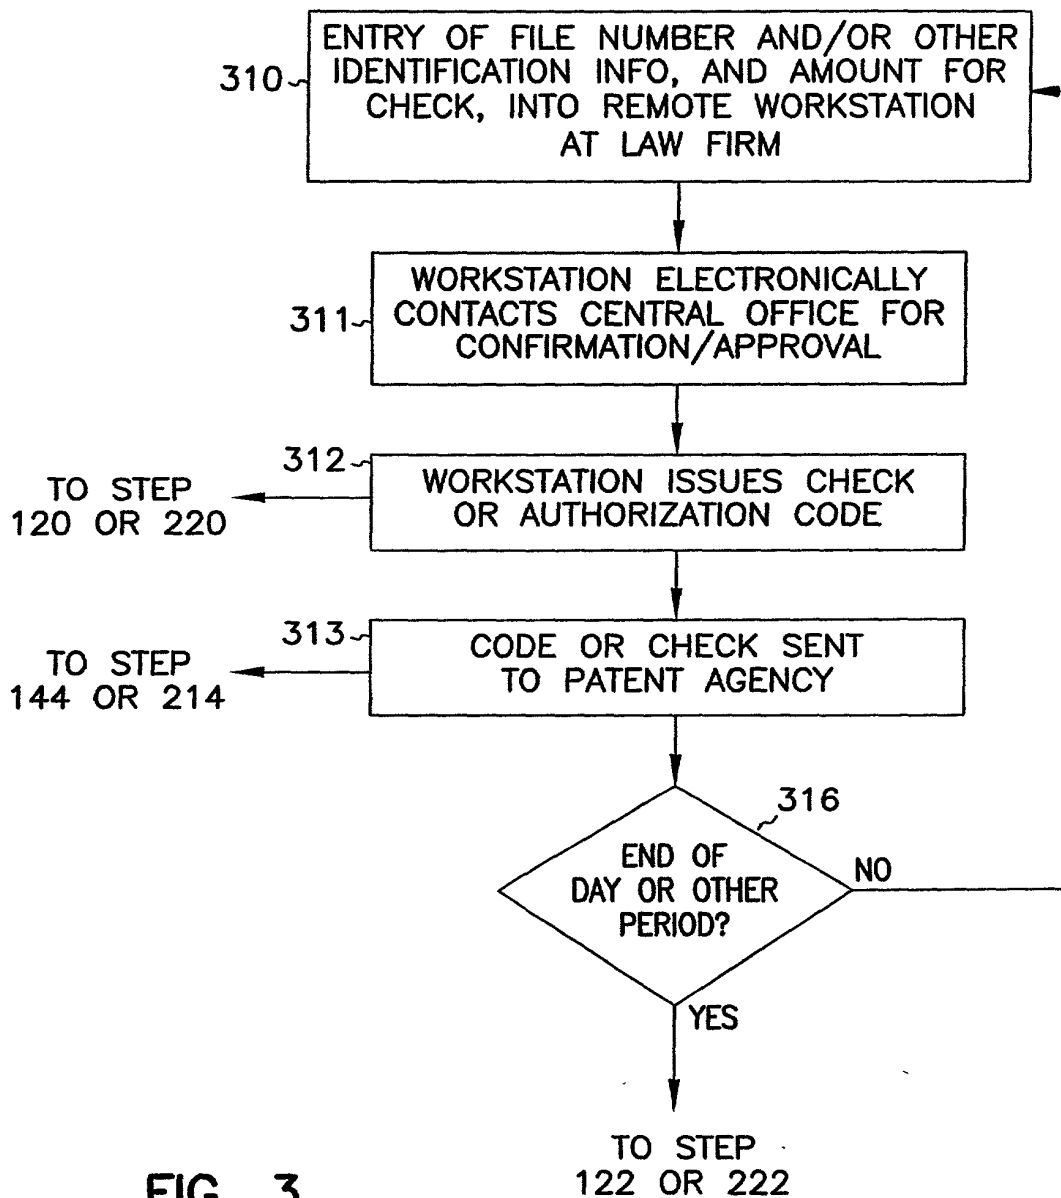 ENTRY OF FILE NUMBER AND/OR OTHER
IDENTIFICATION INFO, AND AMOUNT FOR
CHECK, INTO REMOTE WORKSTATION
AT LAW FIRM
310
WORKSTATION ELECTRONICALLY
CONTACTS CENTRAL OFFICE FOR
CONFIRMATION/APPROVAL
311
312
WORKSTATION ISSUES CHECK
OR AUTHORIZATION CODE
TO STEP
120 OR 220
313
CODE OR CHECK SENT
TO PATENT AGENCY
TO STEP
144 OR 214
316
END OF
DAY OR OTHER
PERIOD?
NO
YES
TO STEP
122 OR 222
FIG. 3